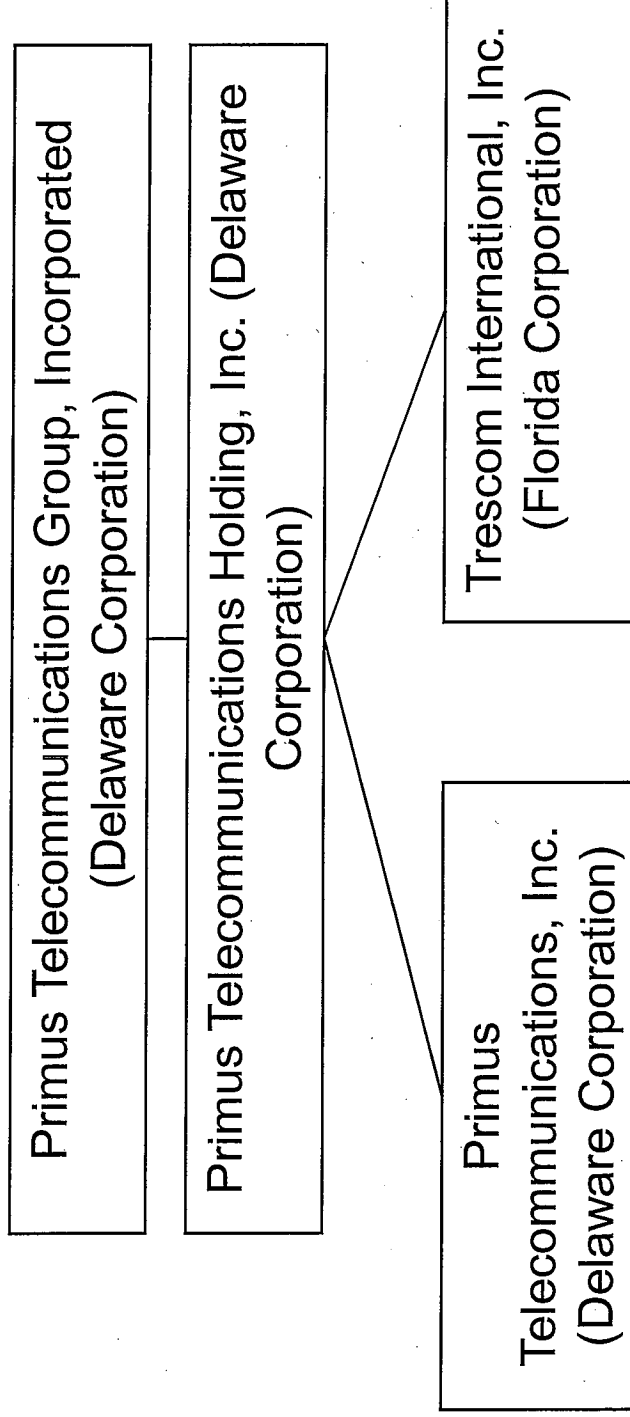 Primus Telecommunications Group, Incorporated
(Delaware Corporation)
Primus Telecommunications Holding, Inc. (Delaware
Corporation)
Primus
Telecommunications, Inc.
(Delaware Corporation)
Trescom International, Inc.
(Florida Corporation)